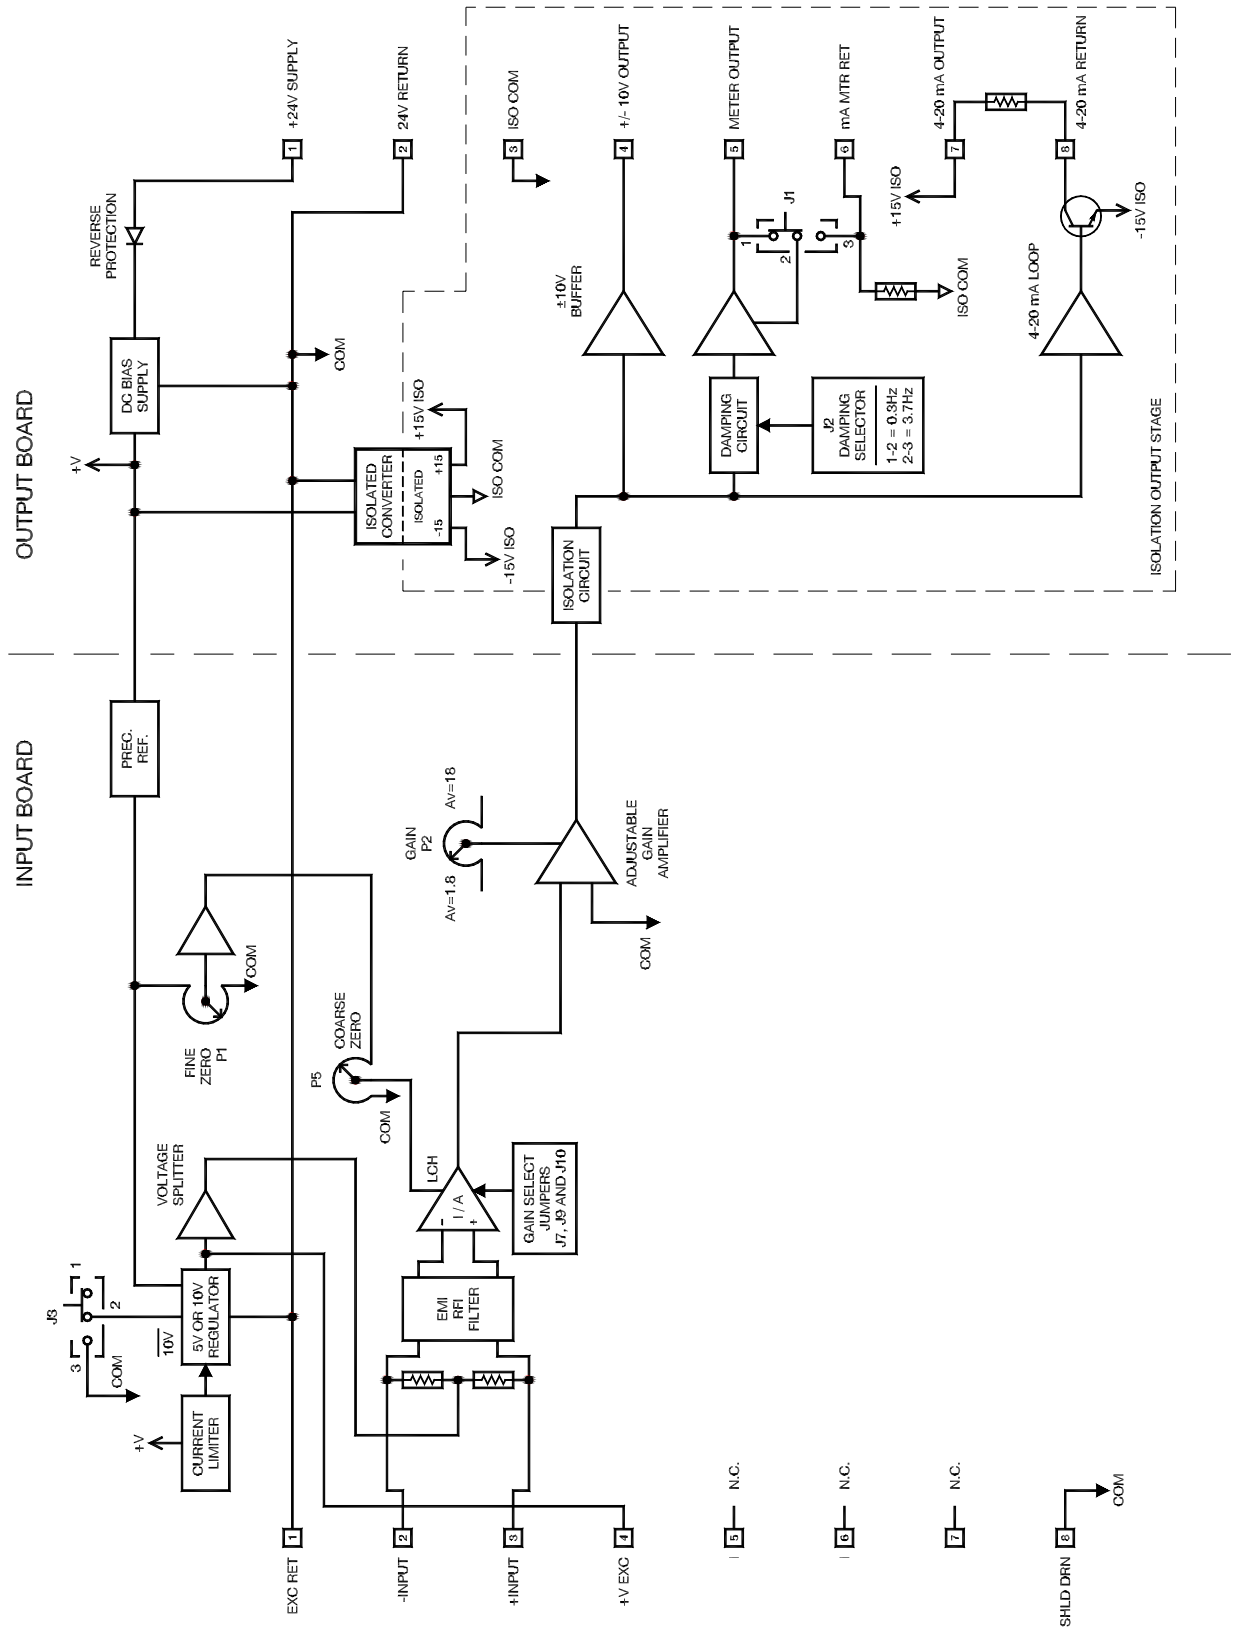 INPUT BOARD
OUTPUT BOARD
J3
1
2
3
COM
10V
+V
CURRENT
LIMITER
5V OR 10V
REGULATOR
VOLTAGE
SPLITTER
FINE
ZERO
P1
COM
PREC.
REF.
+V
DC BIAS
SUPPLY
REVERSE
PROTECTION
1
+24V SUPPLY
2
24V RETURN
COM
EXC RET
1
-INPUT
2
+INPUT
3
+V EXC
4
5
N.C.
6
N.C.
7
N.C.
SHLD DRN
8
COM
EMI
RFI
FILTER
-
+
I / A
LCH
GAIN SELECT
JUMPERS
J7, J9 AND J10
P5
COARSE
ZERO
COM
GAIN
P2
Av=1.8
Av=18
COM
ADJUSTABLE
GAIN
AMPLIFIER
ISOLATED
CONVERTER
ISOLATED
-15
+15
-15V ISO
ISO COM
+15V ISO
ISOLATION
CIRCUIT
±10V
BUFFER
DAMPING
CIRCUIT
J2
DAMPING
SELECTOR
1-2 = 0.3Hz
2-3 = 3.7Hz
J1
1
2
3
ISO COM
4-20 mA LOOP
+15V ISO
-15V ISO
3
ISO COM
4
+/- 10V OUTPUT
5
METER OUTPUT
6
mA MTR RET
7
4-20 mA OUTPUT
8
4-20 mA RETURN
ISOLATION OUTPUT STAGE